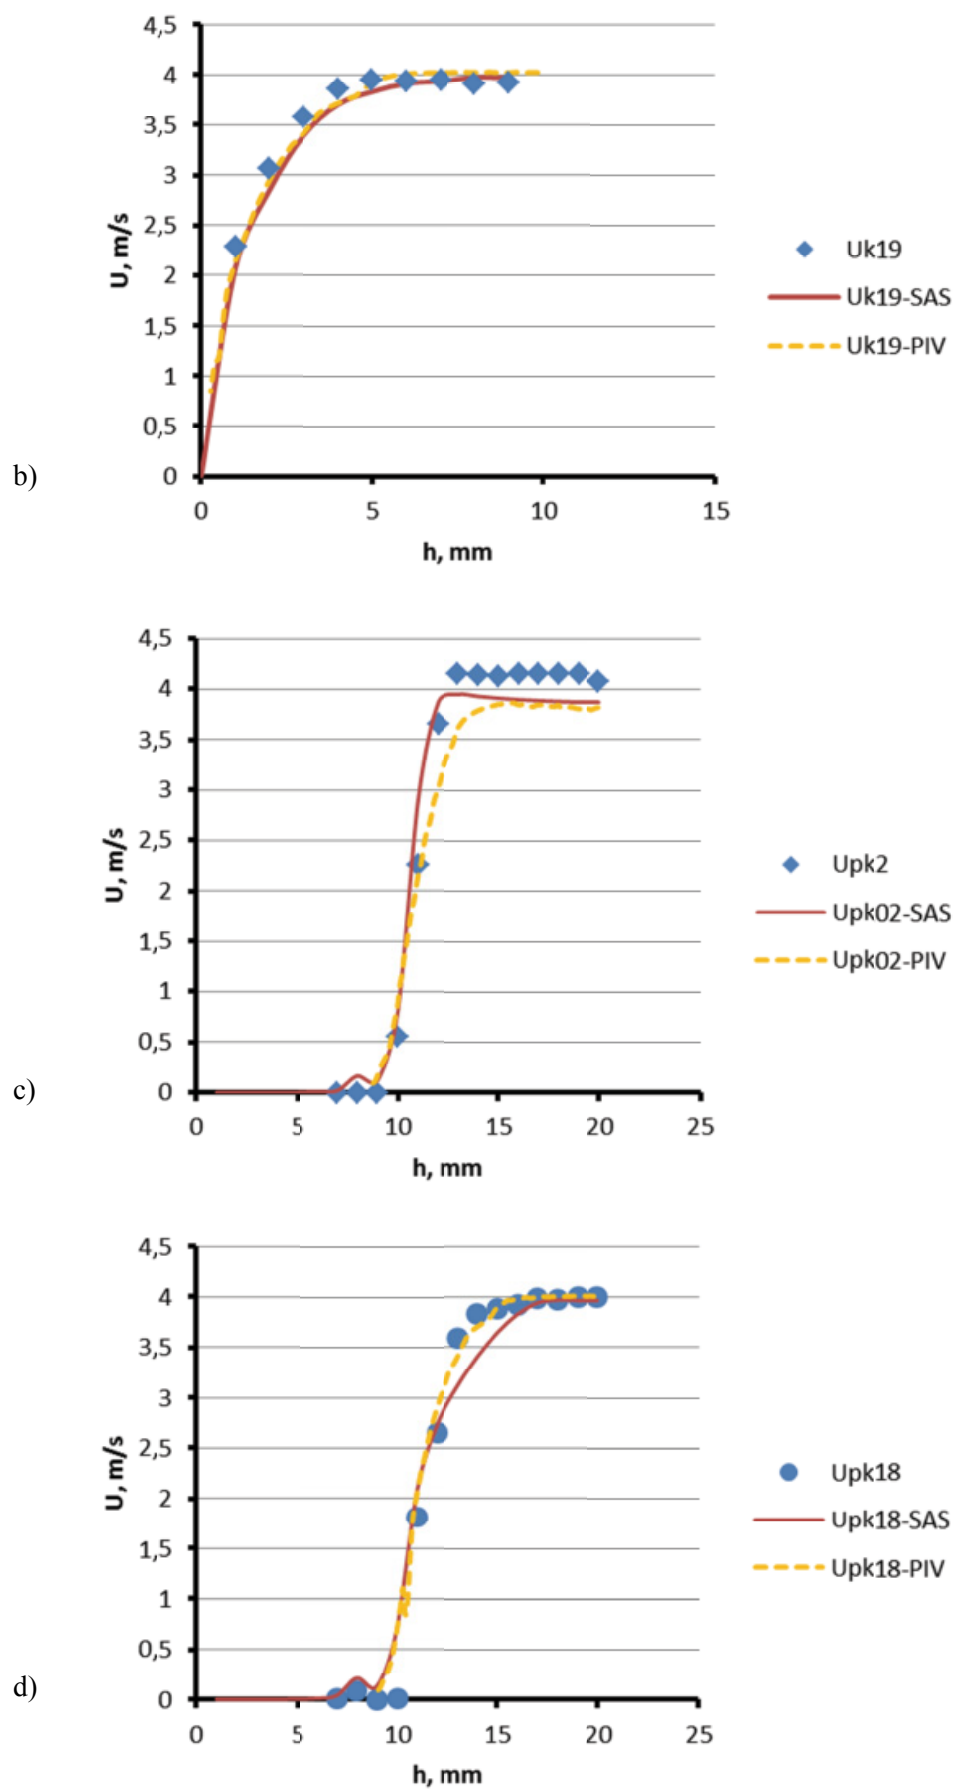 4,5
4
3,5
3
2,5
2
1,5
1
0,5
0
U, m/s
0 5 10 15
h, mm
Uk19
Uk19-SAS
Uk19-PIV
b)
4,5
4
3,5
3
2,5
2
1,5
1
0,5
0
U, m/s
0 5 10 15 20 25
h, mm
Upk2
Upk02-SAS
Upk02-PIV
c)
4,5
4
3,5
3
2,5
2
1,5
1
0,5
0
U, m/s
0 5 10 15 20 25
h, mm
Upk18
Upk18-SAS
Upk18-PIV
d)